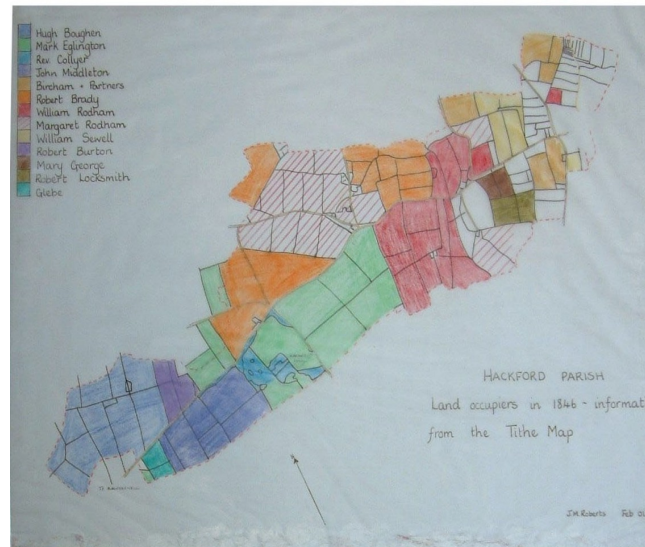 Hugh Boughen
Mark Eglington
Rev. Collyer
John Middleton
Bircham + Partners
Robert Brady
William Rodham
Margaret Rodham
William Sewell
Robert Burton
Mary George
Robert Locksmith
Glebe
HACKFORD PARISH
Land occupiers in 1846 - informat
from the Tithe Map
J.M. Roberts Feb